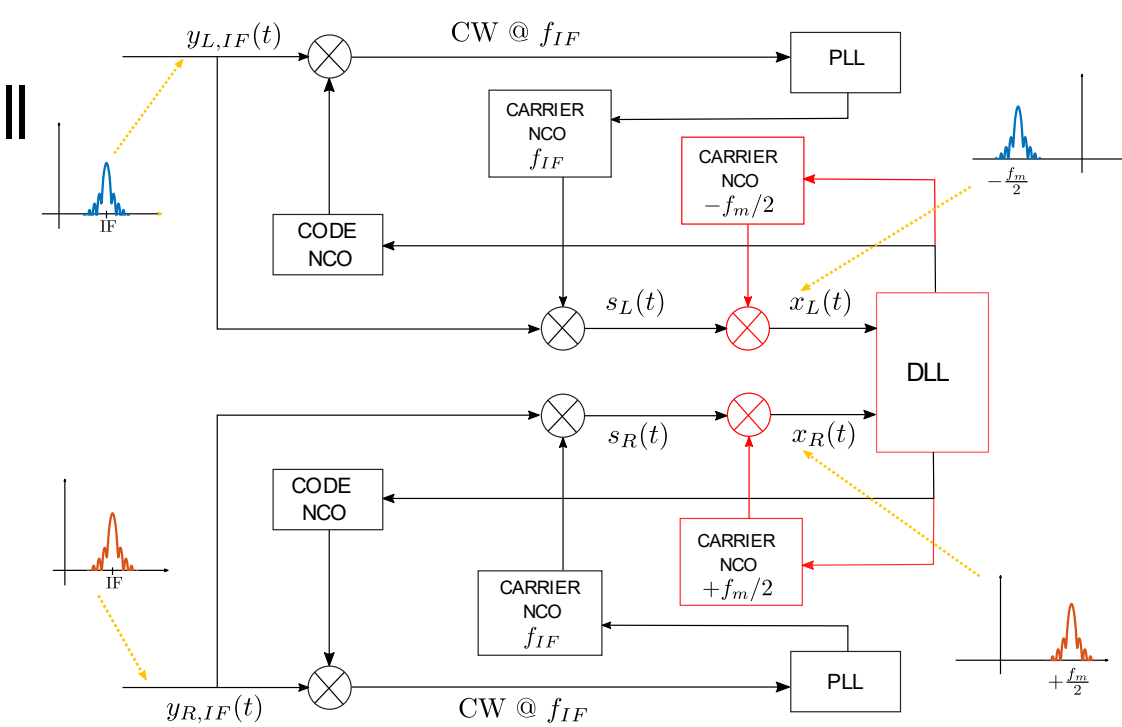 y_{L,IF}(t)
CW @ f_{IF}
PLL
CARRIER
NCO
f_{IF}
CARRIER
NCO
−f_m/2
−\frac{f_m}{2}
IF
CODE
NCO
s_L(t)
x_L(t)
DLL
s_R(t)
x_R(t)
CODE
NCO
CARRIER
NCO
+f_m/2
IF
CARRIER
NCO
f_{IF}
PLL
+\frac{f_m}{2}
y_{R,IF}(t)
CW @ f_{IF}